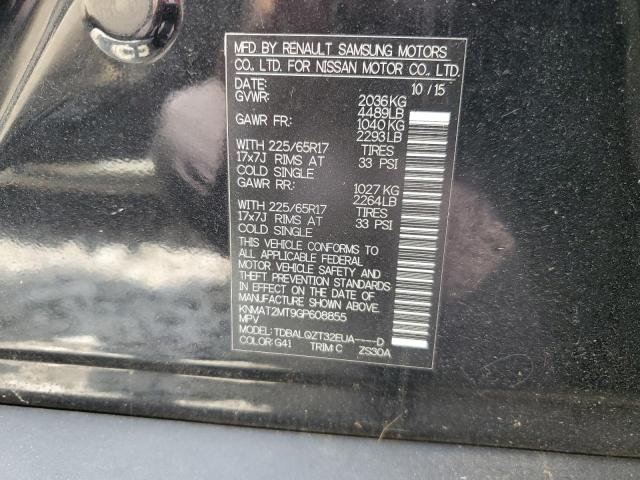 MFD. BY RENAULT SAMSUNG MOTORS
CO., LTD. FOR NISSAN MOTOR CO., LTD.
DATE: 10/15
GVWR: 2036KG
4489LB
GAWR FR: 1040KG
2293LB
WITH 225/65R17 TIRES
17x7J RIMS AT 33 PSI
COLD SINGLE
GAWR RR: 1027 KG
2264LB
WITH 225/65R17 TIRES
17x7J RIMS AT 33 PSI
COLD SINGLE
THIS VEHICLE CONFORMS TO
ALL APPLICABLE FEDERAL
MOTOR VEHICLE SAFETY AND
THEFT PREVENTION STANDARDS
IN EFFECT ON THE DATE OF
MANUFACTURE SHOWN ABOVE
KNMAT2MT9GP608855
MPV
MODEL: TDBALQZT32EUA----D
COLOR: G41 TRIM: C ZS30A